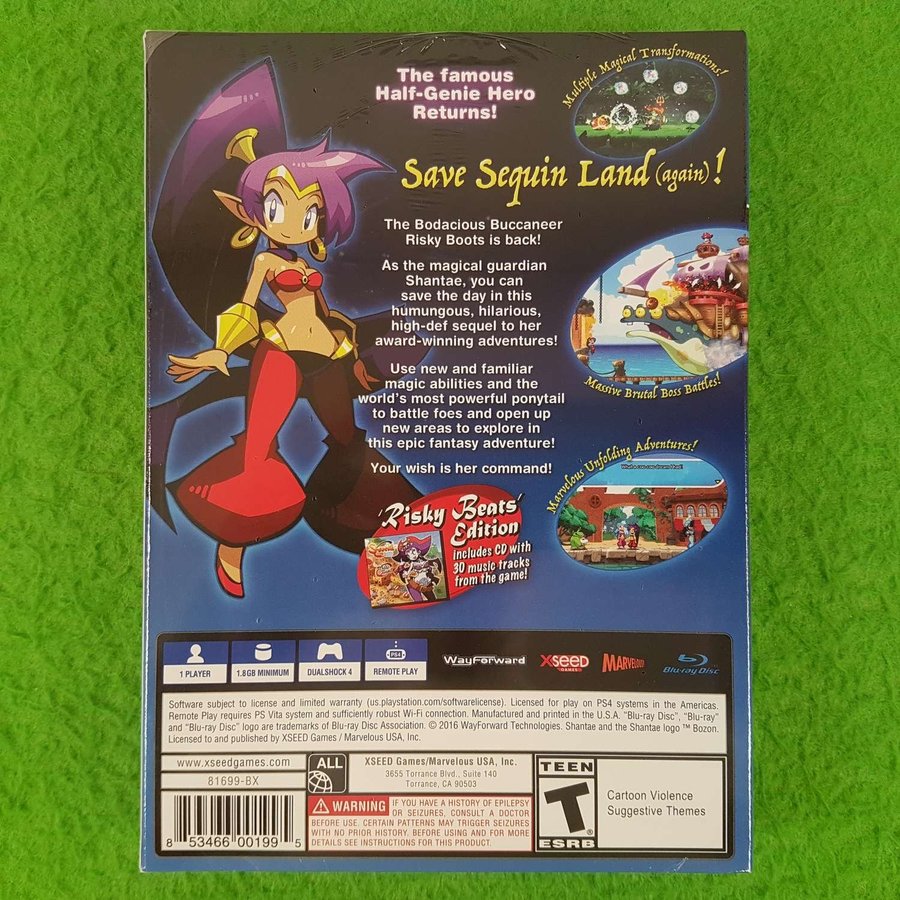 The famous
Half-Genie Hero
Returns!
Multiple Magical Transformations!
Save Sequin Land (again)!
The Bodacious Buccaneer
Risky Boots is back!
As the magical guardian
Shantae, you can
save the day in this
humungous, hilarious,
high-def sequel to her
award-winning adventures!
Massive Brutal Boss Battles!
Use new and familiar
magic abilities and the
world's most powerful ponytail
to battle foes and open up
new areas to explore in
this epic fantasy adventure!
Your wish is her command!
Marvelous Unfolding Adventures!
'Risky Beats'
Edition
includes CD with
30 music tracks
from the game!
1 PLAYER
1.8GB MINIMUM
DUALSHOCK 4
PS4
REMOTE PLAY
WayForward
XSEED
GAMES
MARVELOUS!
Blu-ray Disc
Software subject to license and limited warranty (us.playstation.com/softwarelicense). Licensed for play on PS4 systems in the Americas.
Remote Play requires PS Vita system and sufficiently robust Wi-Fi connection. Manufactured and printed in the U.S.A. "Blu-ray Disc", "Blu-ray"
and "Blu-ray Disc" logo are trademarks of Blu-ray Disc Association. © 2016 WayForward Technologies. Shantae and the Shantae logo ™ Bozon.
Licensed to and published by XSEED Games / Marvelous USA, Inc.
www.xseedgames.com
81699-BX
8 53466 00199 5
ALL
XSEED Games/Marvelous USA, Inc.
3655 Torrance Blvd., Suite 140
Torrance, CA 90503
WARNING
IF YOU HAVE A HISTORY OF EPILEPSY
OR SEIZURES, CONSULT A DOCTOR
BEFORE USE. CERTAIN PATTERNS MAY TRIGGER SEIZURES
WITH NO PRIOR HISTORY. BEFORE USING AND FOR MORE
DETAILS SEE INSTRUCTIONS FOR THIS PRODUCT.
TEEN
T
®
ESRB
Cartoon Violence
Suggestive Themes